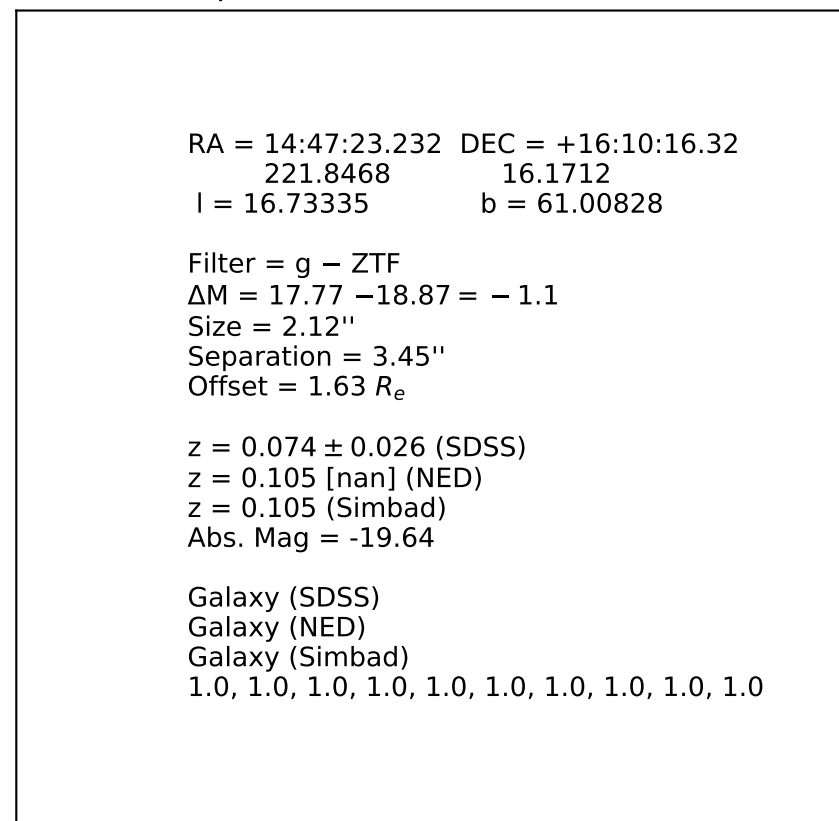 RA = 14:47:23.232 DEC = +16:10:16.32
221.8468 16.1712
l = 16.73335 b = 61.00828
Filter = g − ZTF
ΔM = 17.77 −18.87 = − 1.1
Size = 2.12''
Separation = 3.45''
Offset = 1.63 Rₑ
z = 0.074 ± 0.026 (SDSS)
z = 0.105 [nan] (NED)
z = 0.105 (Simbad)
Abs. Mag = -19.64
Galaxy (SDSS)
Galaxy (NED)
Galaxy (Simbad)
1.0, 1.0, 1.0, 1.0, 1.0, 1.0, 1.0, 1.0, 1.0, 1.0